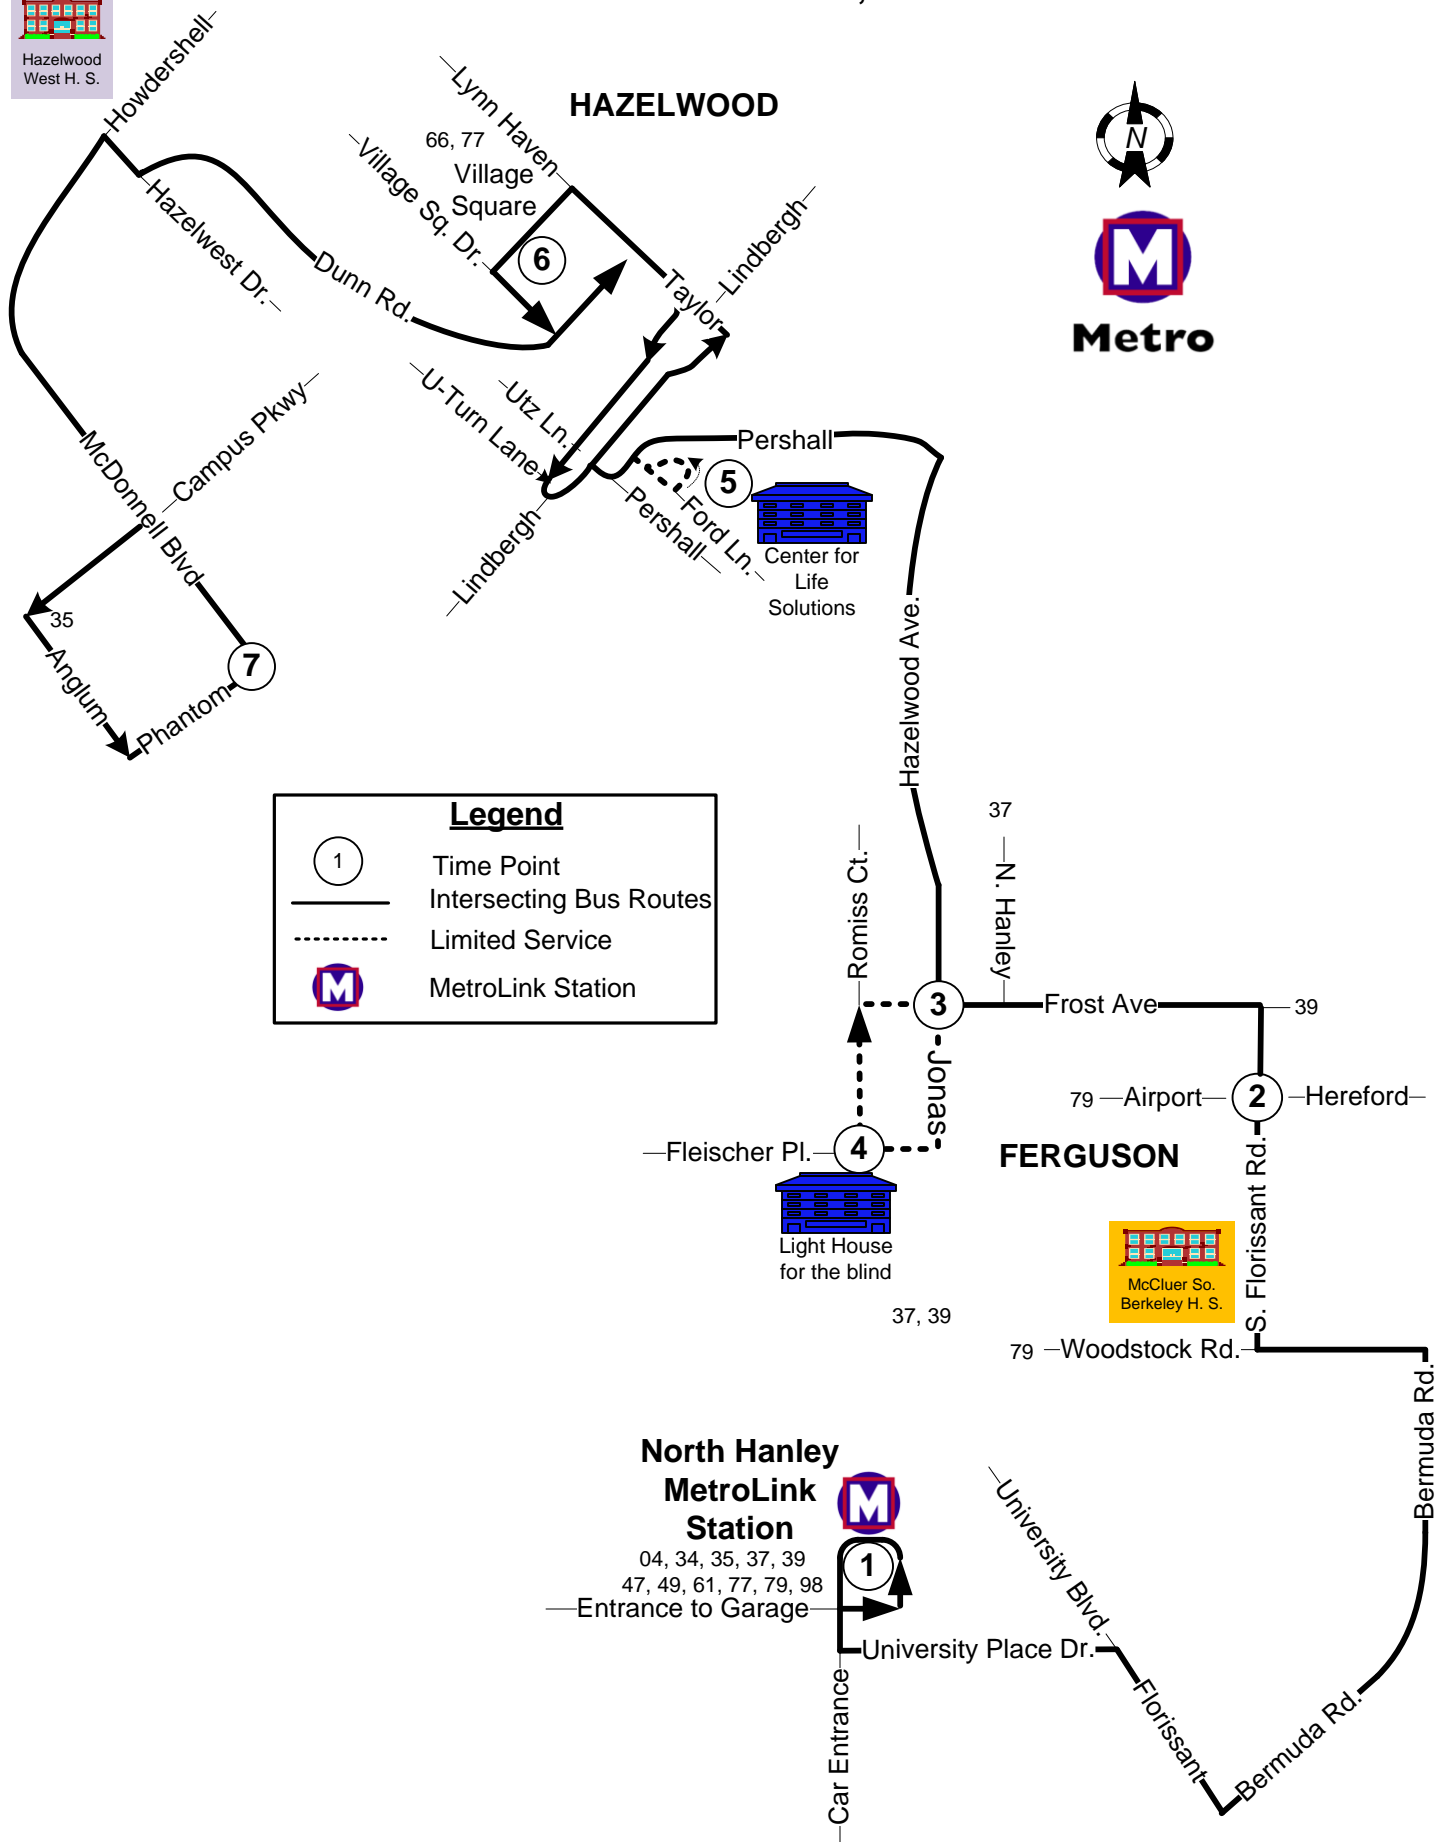 Hazelwood
West H. S.
Howdershell
HAZELWOOD
Lynn Haven
66, 77
Village
Square
Village Sq. Dr.
6
N
Metro
Hazelwest Dr.
Dunn Rd.
Taylor
Lindbergh
U-Turn Lane
Utz Ln.
Pershall
5
Ford Ln.
Pershall
Lindbergh
Center for
Life
Solutions
McDonnell Blvd
Campus Pkwy
35
Anglum
Phantom
7
Hazelwood Ave.
Legend
1
Time Point
Intersecting Bus Routes
Limited Service
M
MetroLink Station
37
N. Hanley
Romiss Ct.
3
Frost Ave
39
Jonas
79
Airport
2
Hereford
Fleischer Pl.
4
FERGUSON
S. Florissant Rd.
Light House
for the blind
McCluer So.
Berkeley H. S.
37, 39
79
Woodstock Rd.
Bermuda Rd.
North Hanley
MetroLink
Station
M
04, 34, 35, 37, 39
47, 49, 61, 77, 79, 98
1
Entrance to Garage
University Blvd.
University Place Dr.
Car Entrance
Florissant
Bermuda Rd.